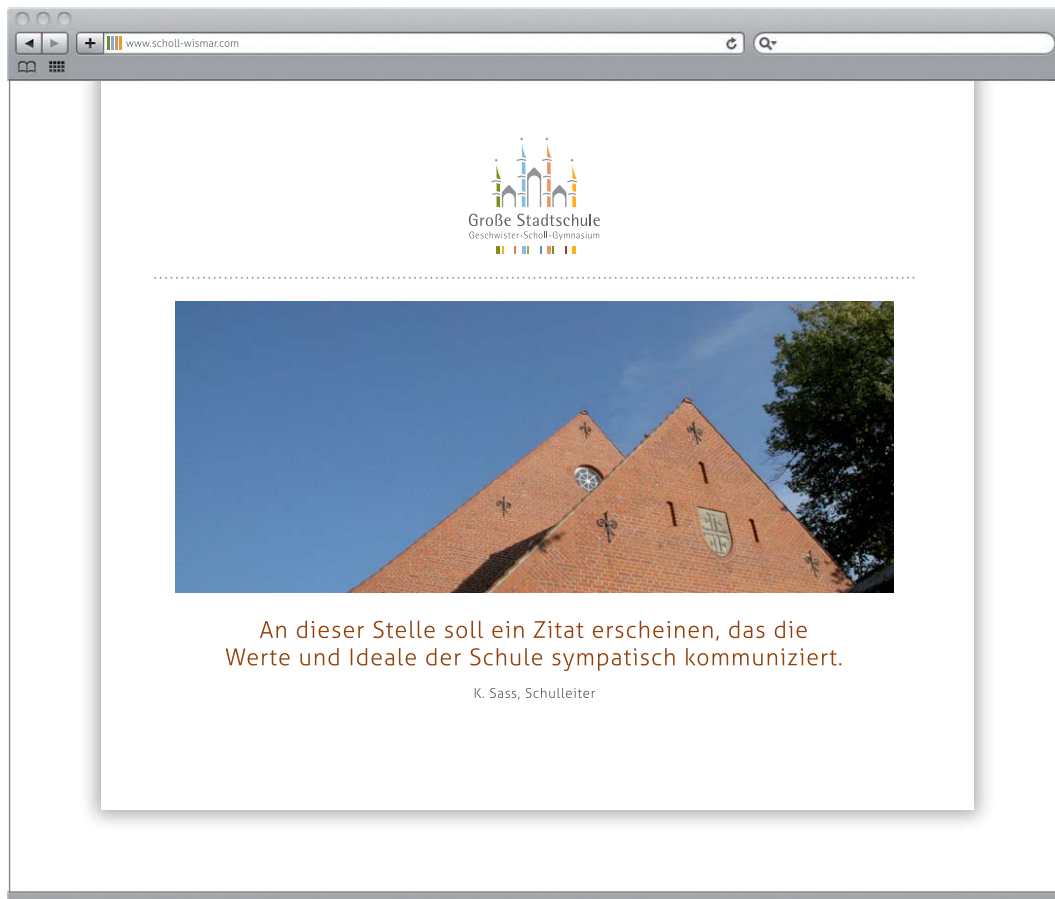 www.scholl-wismar.com
Große Stadtschule
Geschwister·Scholl·Gymnasium
An dieser Stelle soll ein Zitat erscheinen, das die
Werte und Ideale der Schule sympatisch kommuniziert.
K. Sass, Schulleiter